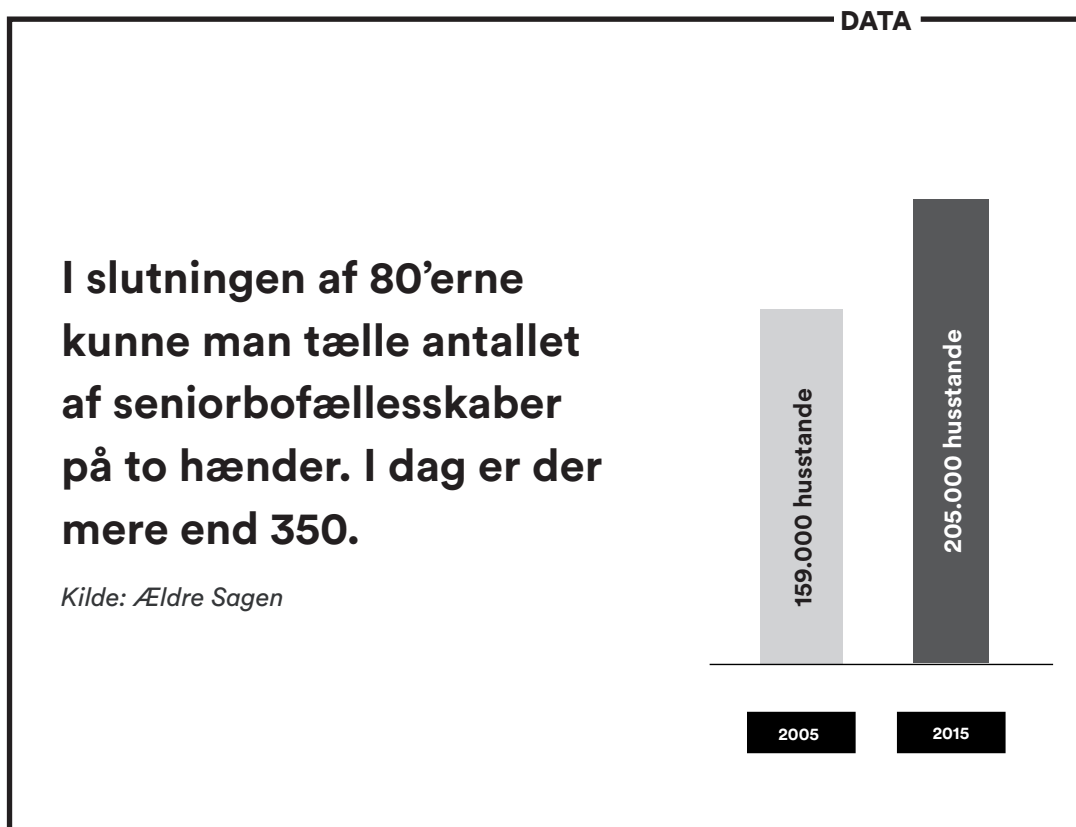 DATA
I slutningen af 80’erne
kunne man tælle antallet
af seniorbofællesskaber
på to hænder. I dag er der
mere end 350.
Kilde: Ældre Sagen
159.000 husstande
205.000 husstande
2005
2015